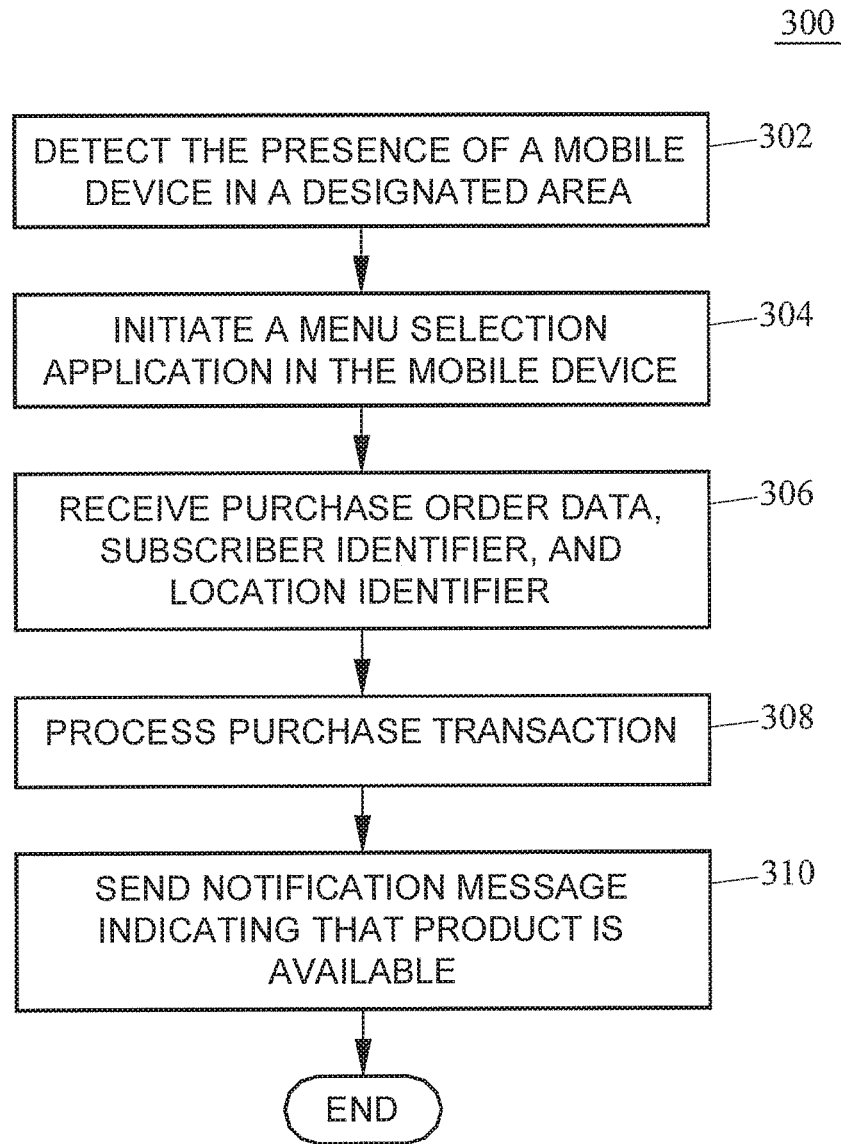 300
DETECT THE PRESENCE OF A MOBILE
DEVICE IN A DESIGNATED AREA
302
INITIATE A MENU SELECTION
APPLICATION IN THE MOBILE DEVICE
304
RECEIVE PURCHASE ORDER DATA,
SUBSCRIBER IDENTIFIER, AND
LOCATION IDENTIFIER
306
PROCESS PURCHASE TRANSACTION
308
SEND NOTIFICATION MESSAGE
INDICATING THAT PRODUCT IS
AVAILABLE
310
END